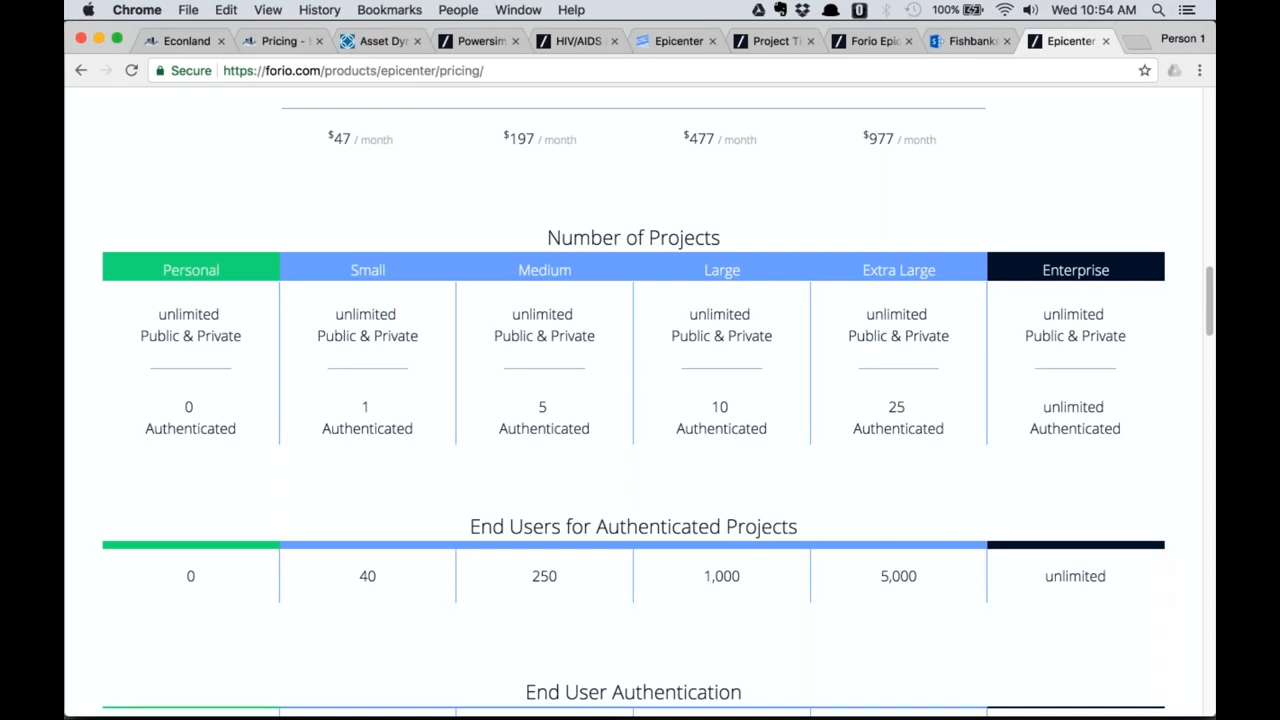 Chrome File Edit View History Bookmarks People Window Help 100% Wed 10:54 AM
Econland Pricing - Asset Dyn Powersim HIV/AIDS Epicenter Project Ti Forio Epic Fishbanks Epicenter Person 1
Secure https://forio.com/products/epicenter/pricing/
$47 / month $197 / month $477 / month $977 / month
Number of Projects
Personal Small Medium Large Extra Large Enterprise
unlimited unlimited unlimited unlimited unlimited unlimited
Public & Private Public & Private Public & Private Public & Private Public & Private Public & Private
0 1 5 10 25 unlimited
Authenticated Authenticated Authenticated Authenticated Authenticated Authenticated
End Users for Authenticated Projects
0 40 250 1,000 5,000 unlimited
End User Authentication